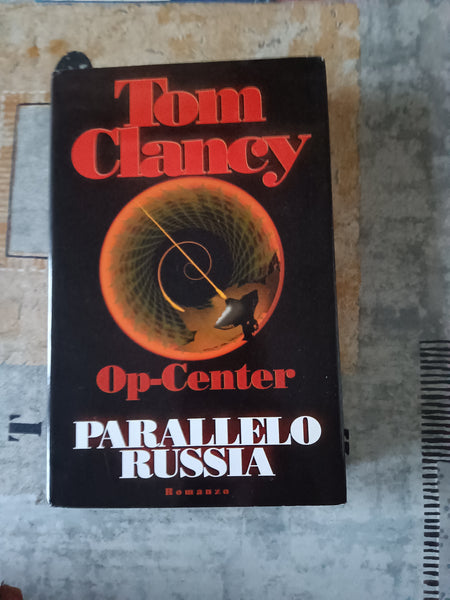 Tom
Clancy
Op-Center
PARALLELO
RUSSIA
Romanzo
T